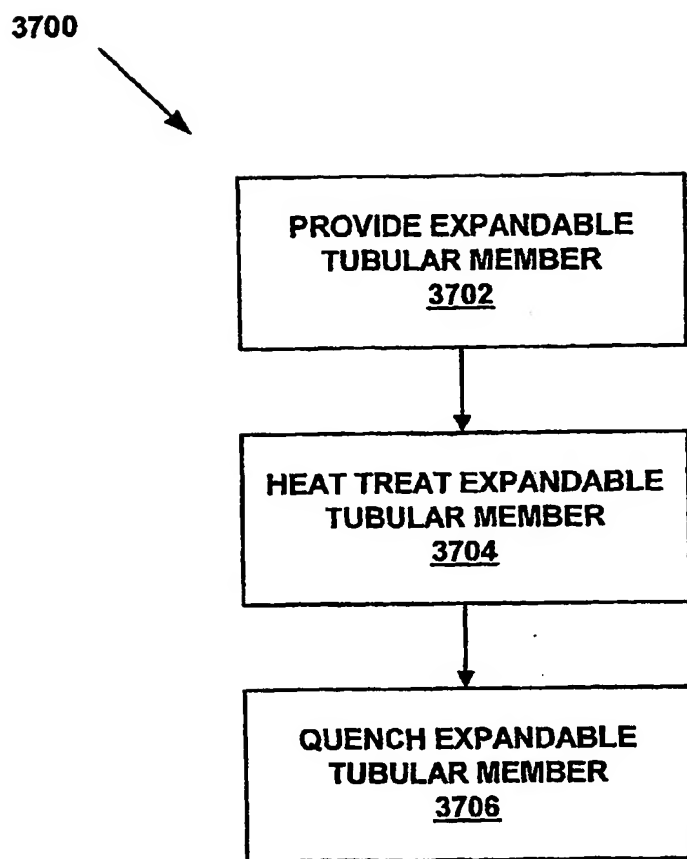 3700
PROVIDE EXPANDABLE
TUBULAR MEMBER
3702
HEAT TREAT EXPANDABLE
TUBULAR MEMBER
3704
QUENCH EXPANDABLE
TUBULAR MEMBER
3706